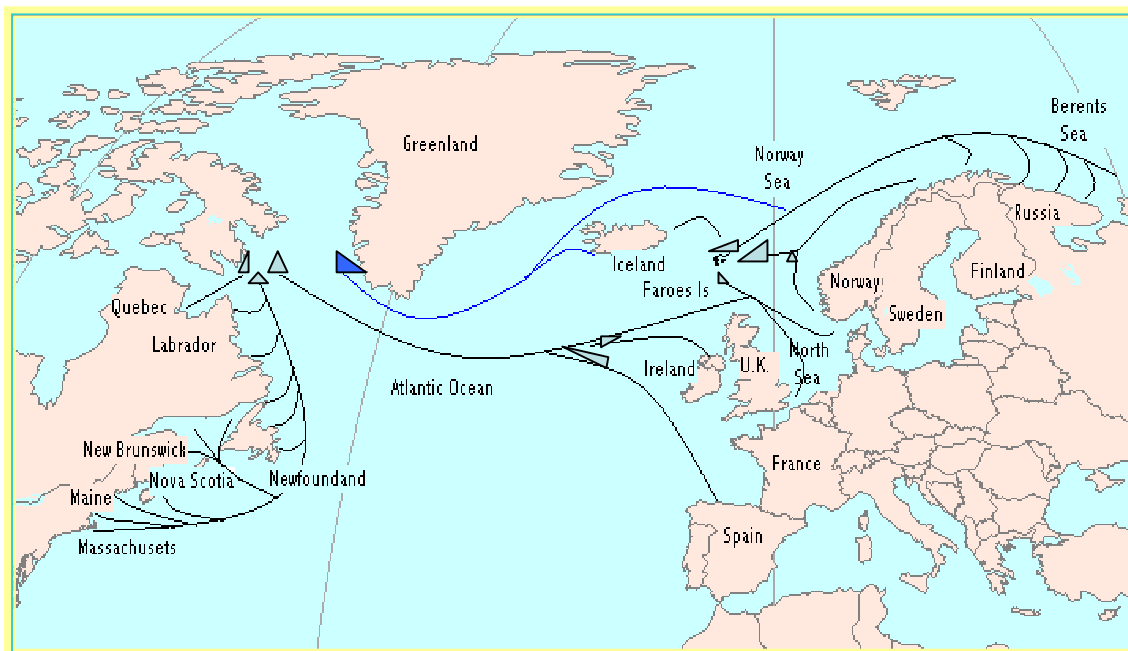 Berents
Sea
Greenland
Norway
Sea
Russia
Iceland
Finland
Faroes Is
Norway
Quebec
Sweden
Labrador
North
Sea
U.K.
Ireland
Atlantic Ocean
New Brunswick
France
Nova Scotia
Newfoundand
Maine
Spain
Massachusets